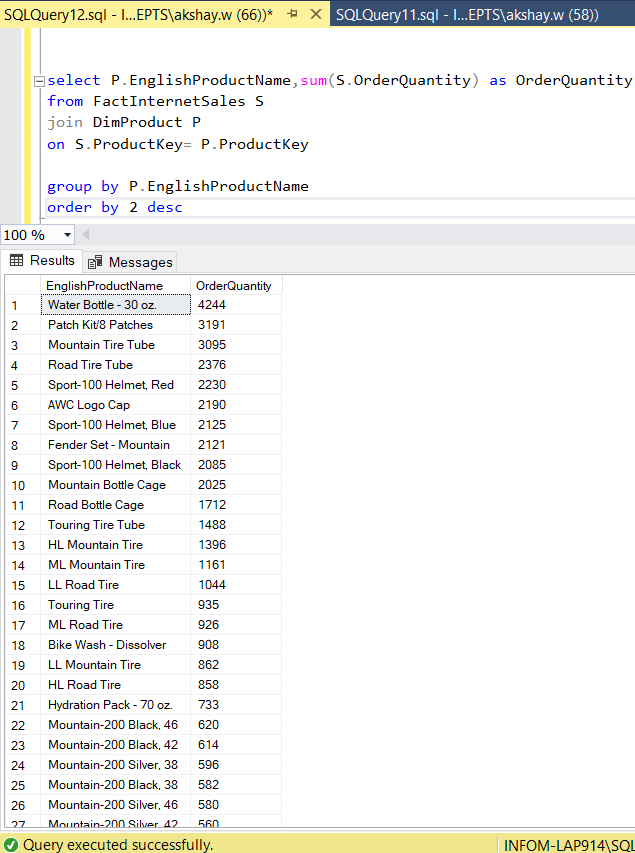 SQLQuery12.sql - I...EPTS\akshay.w (66))* SQLQuery11.sql - I...EPTS\akshay.w (58))
select P.EnglishProductName,sum(S.OrderQuantity) as OrderQuantity
from FactInternetSales S
join DimProduct P
on S.ProductKey= P.ProductKey
group by P.EnglishProductName
order by 2 desc
100 %
Results Messages
EnglishProductName OrderQuantity
1 Water Bottle - 30 oz. 4244
2 Patch Kit/8 Patches 3191
3 Mountain Tire Tube 3095
4 Road Tire Tube 2376
5 Sport-100 Helmet, Red 2230
6 AWC Logo Cap 2190
7 Sport-100 Helmet, Blue 2125
8 Fender Set - Mountain 2121
9 Sport-100 Helmet, Black 2085
10 Mountain Bottle Cage 2025
11 Road Bottle Cage 1712
12 Touring Tire Tube 1488
13 HL Mountain Tire 1396
14 ML Mountain Tire 1161
15 LL Road Tire 1044
16 Touring Tire 935
17 ML Road Tire 926
18 Bike Wash - Dissolver 908
19 LL Mountain Tire 862
20 HL Road Tire 858
21 Hydration Pack - 70 oz. 733
22 Mountain-200 Black, 46 620
23 Mountain-200 Black, 42 614
24 Mountain-200 Silver, 38 596
25 Mountain-200 Black, 38 582
26 Mountain-200 Silver, 46 580
27 Mountain-200 Silver, 42 560
Query executed successfully. INFOM-LAP914\SQL